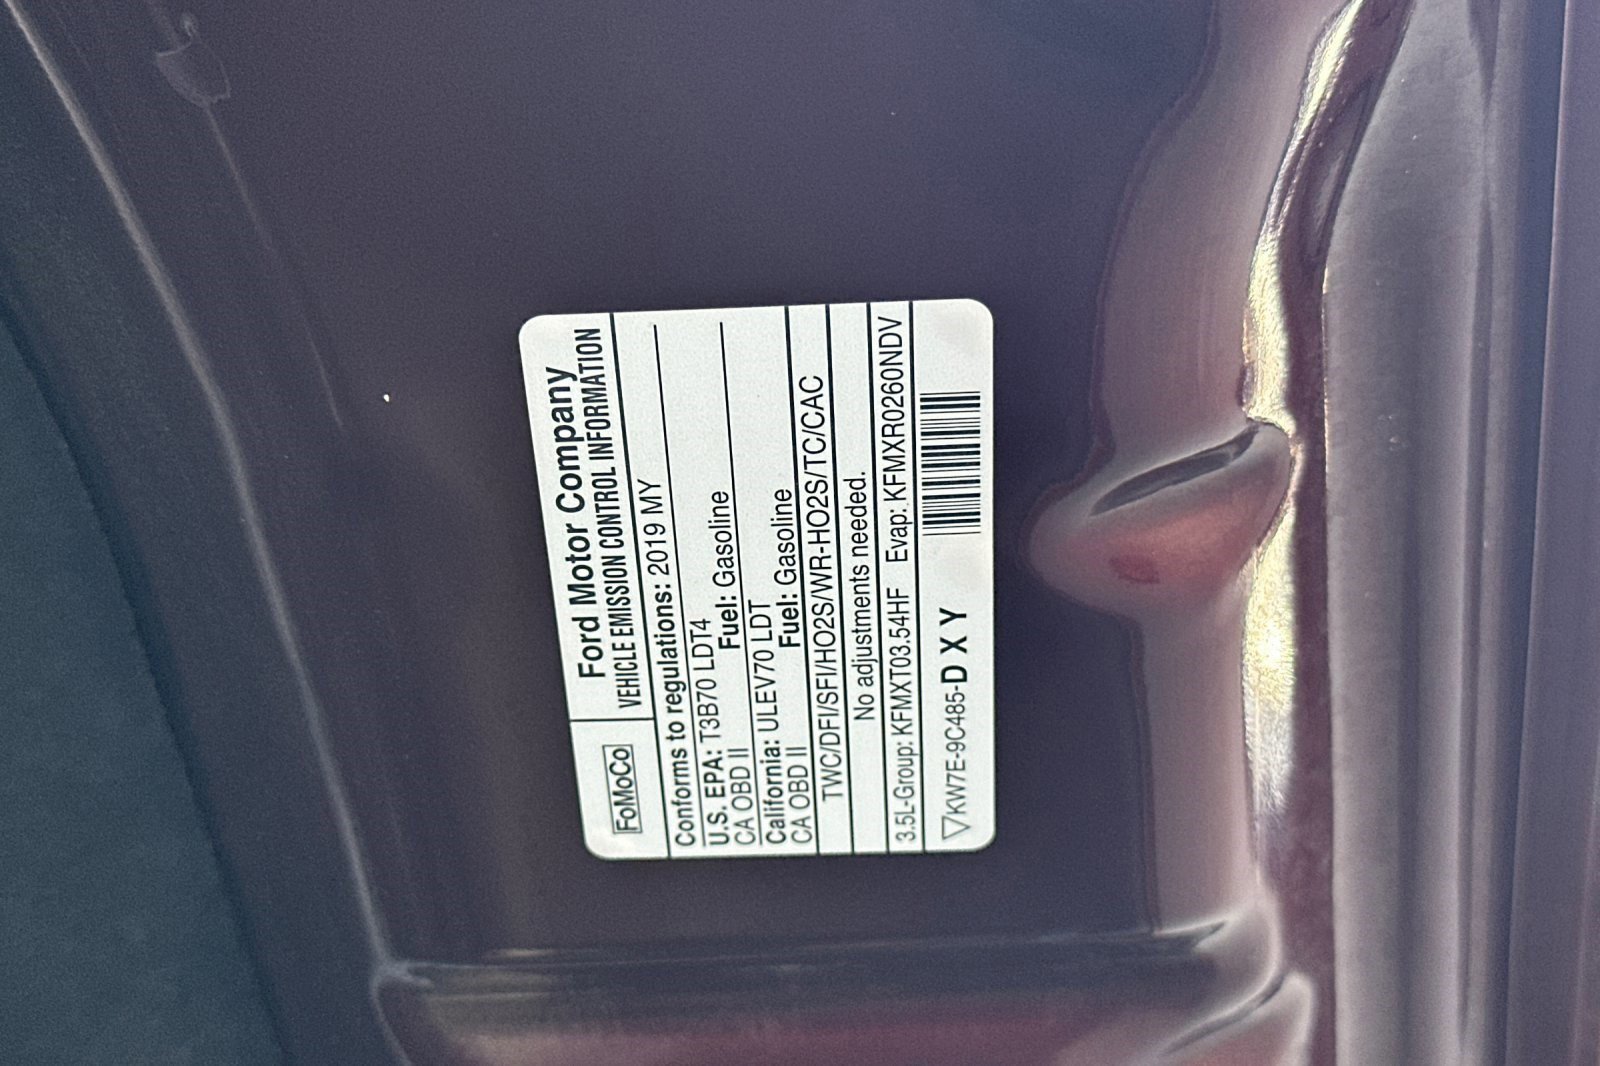 FoMoCo
Ford Motor Company
VEHICLE EMISSION CONTROL INFORMATION
Conforms to regulations: 2019 MY
U.S. EPA: T3B70 LDT4
CA OBD II Fuel: Gasoline
California: ULEV70 LDT
CA OBD II Fuel: Gasoline
TWC/DFI/SFI/HO2S/WR-HO2S/TC/CAC
No adjustments needed.
3.5L-Group: KFMXT03.54HF Evap: KFMXR0260NDV
▽KW7E-9C485-D X Y